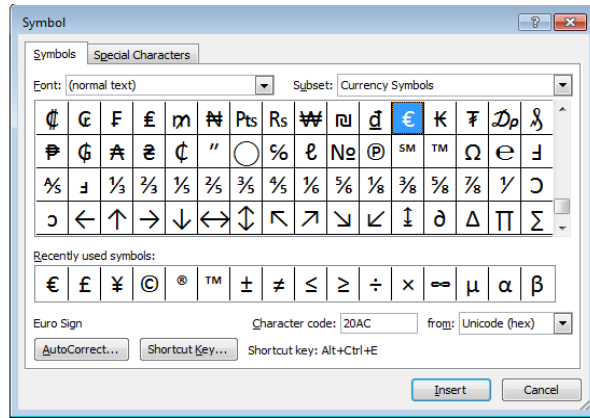 Symbol
Symbols Special Characters
Font: (normal text) Subset: Currency Symbols
₡ ₢ ₣ ₤ ₥ ₦ ₧ ₨ ₩ ₪ ₫ € ₭ ₮ ₯ ₰
₱ ₲ ₳ ₴ ₵ ″ ⃝ ℅ ℓ № ℗ ℠ ™ Ω ℮ Ⅎ
⅍ ⅎ ⅓ ⅔ ⅕ ⅖ ⅗ ⅘ ⅙ ⅚ ⅛ ⅜ ⅝ ⅞ ⅟ Ↄ
ↄ ← ↑ → ↓ ↔ ↕ ↖ ↗ ↘ ↙ ↨ ∂ ∆ ∏ ∑
Recently used symbols:
€ £ ¥ © ® ™ ± ≠ ≤ ≥ ÷ × ∞ µ α β
Euro Sign Character code: 20AC from: Unicode (hex)
AutoCorrect... Shortcut Key... Shortcut key: Alt+Ctrl+E
Insert Cancel